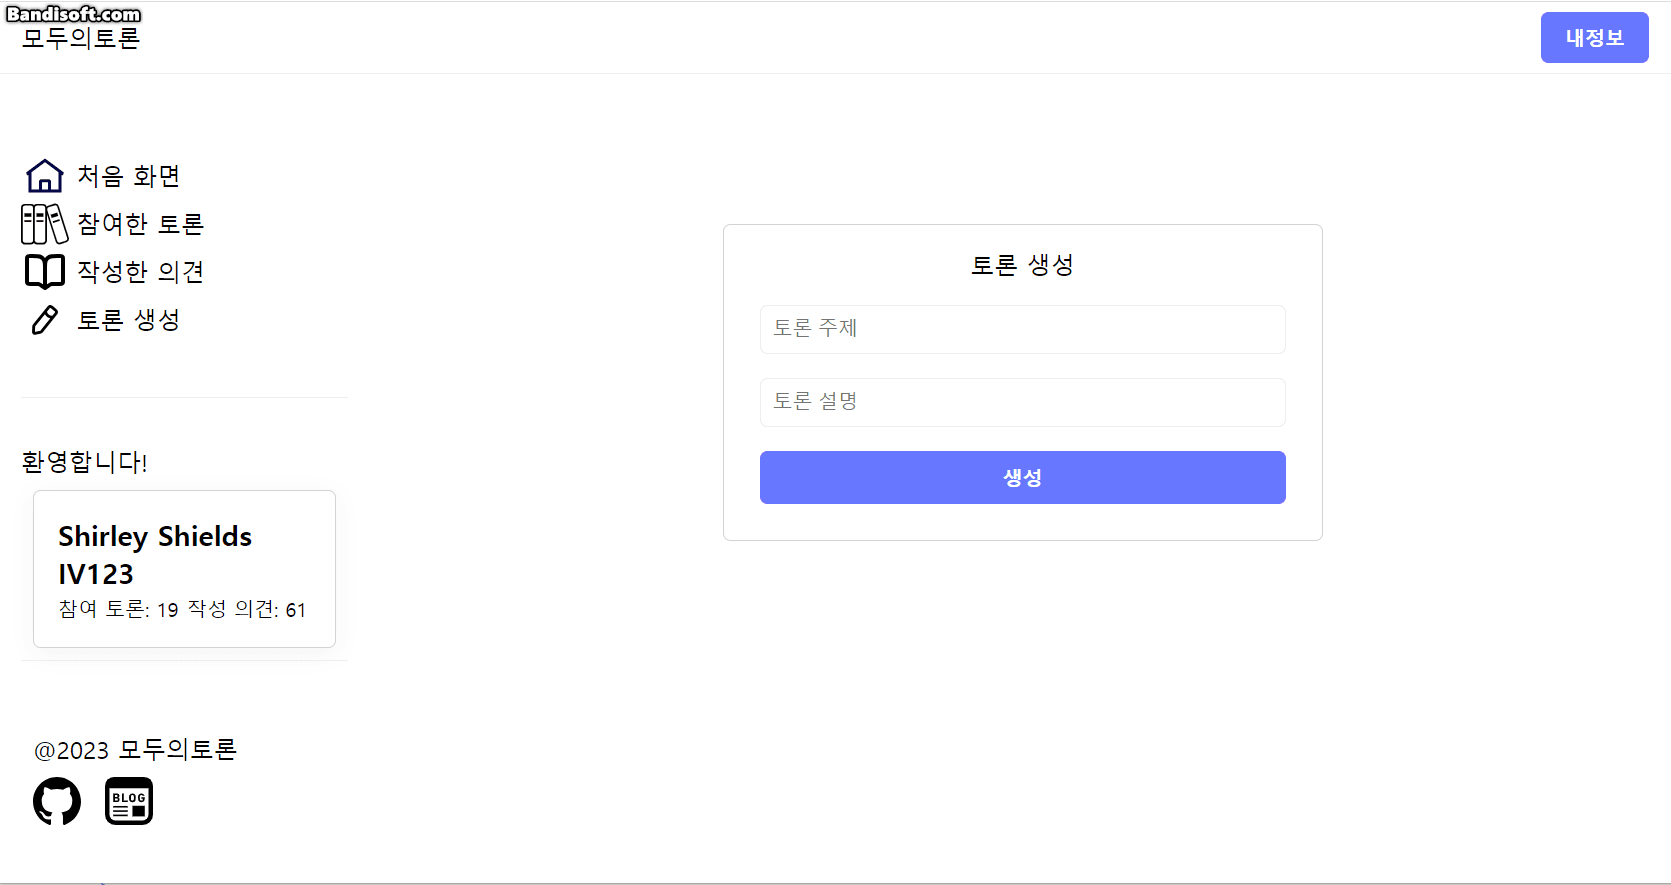 Bandisoft.com
모두의토론
내정보
처음 화면
참여한 토론
작성한 의견
토론 생성
환영합니다!
Shirley Shields
IV123
참여 토론: 19 작성 의견: 61
@2023 모두의토론
BLOG
토론 생성
토론 주제
토론 설명
생성